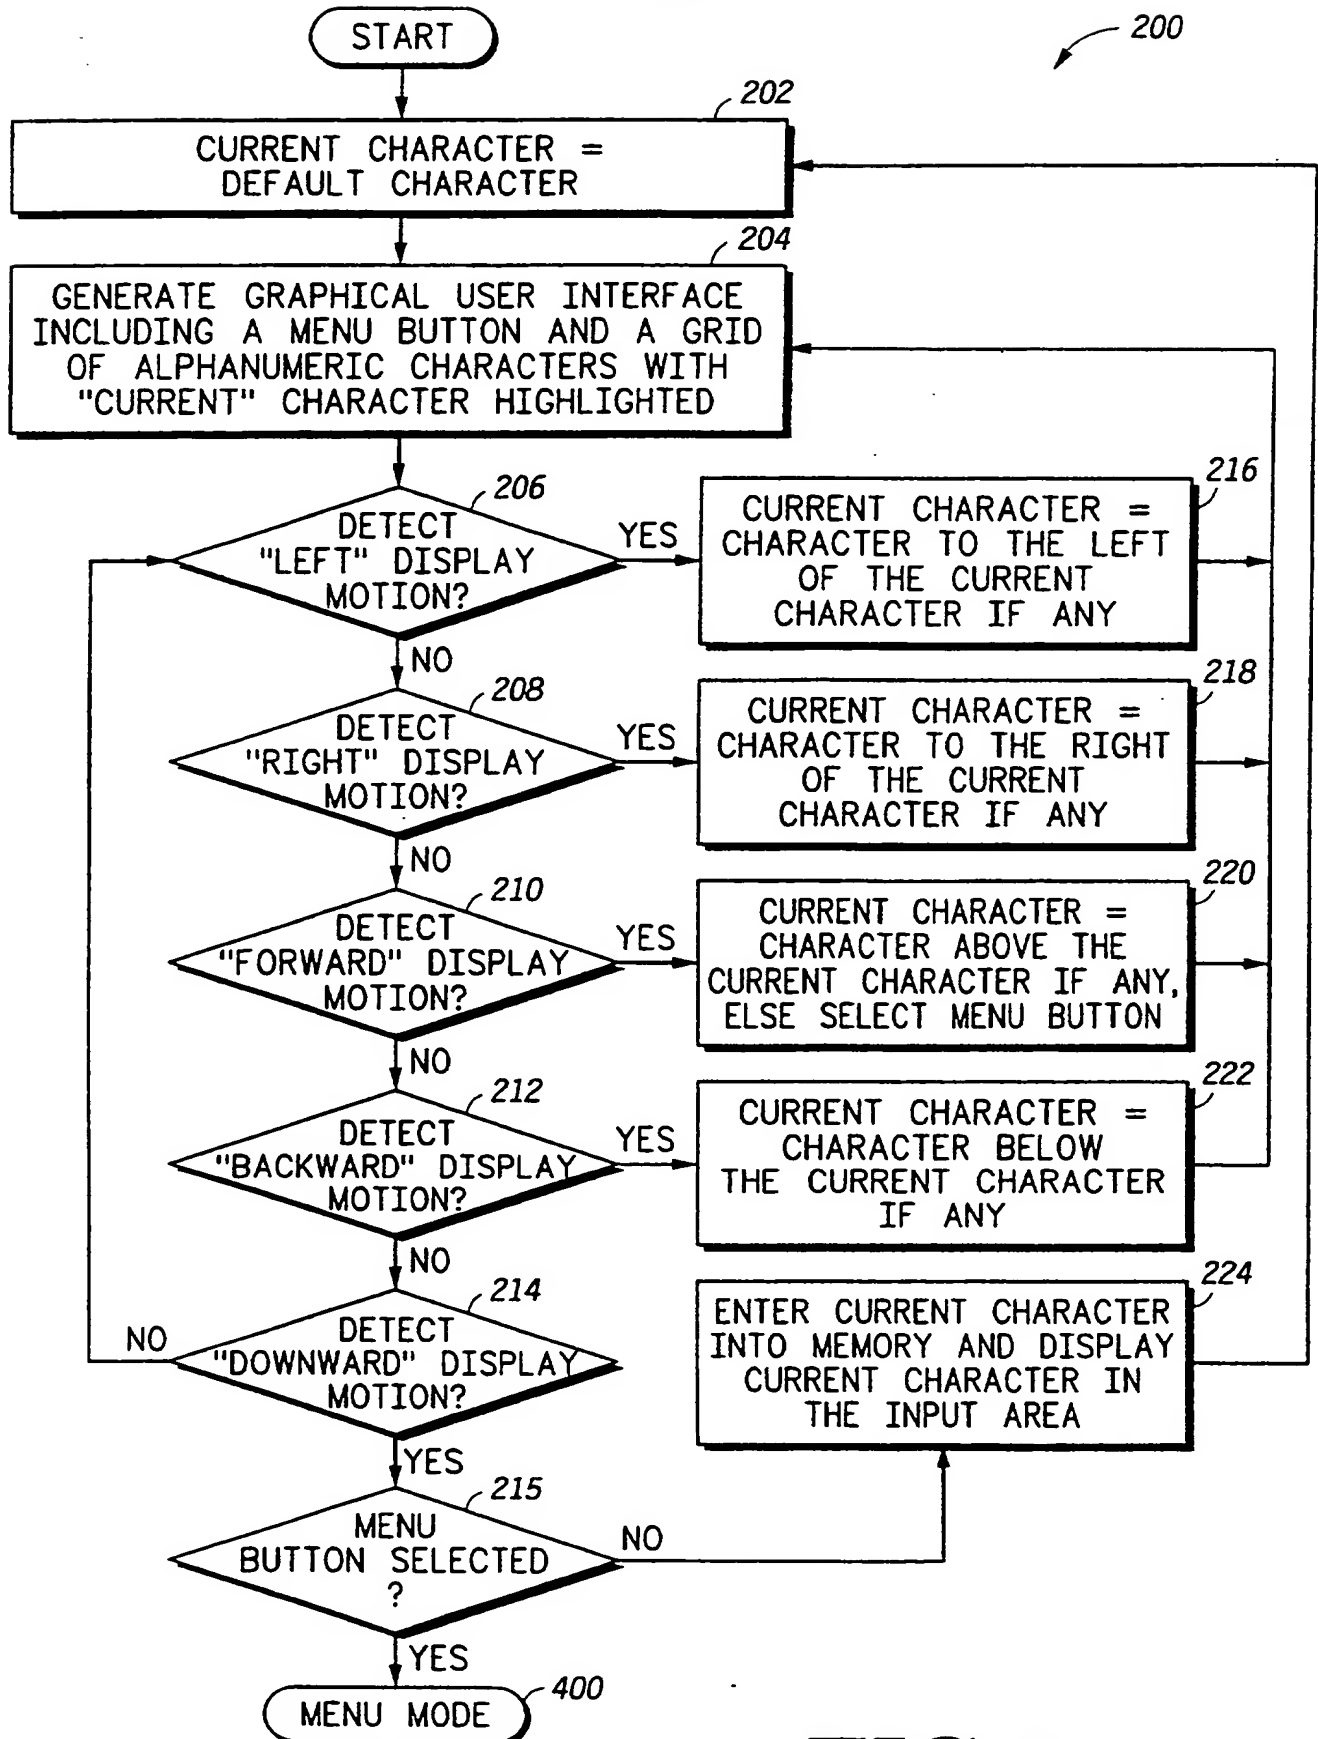 START
200
202
CURRENT CHARACTER =
DEFAULT CHARACTER
204
GENERATE GRAPHICAL USER INTERFACE
INCLUDING A MENU BUTTON AND A GRID
OF ALPHANUMERIC CHARACTERS WITH
"CURRENT" CHARACTER HIGHLIGHTED
206
DETECT
"LEFT" DISPLAY
MOTION?
YES
216
CURRENT CHARACTER =
CHARACTER TO THE LEFT
OF THE CURRENT
CHARACTER IF ANY
NO
208
DETECT
"RIGHT" DISPLAY
MOTION?
YES
218
CURRENT CHARACTER =
CHARACTER TO THE RIGHT
OF THE CURRENT
CHARACTER IF ANY
NO
210
DETECT
"FORWARD" DISPLAY
MOTION?
YES
220
CURRENT CHARACTER =
CHARACTER ABOVE THE
CURRENT CHARACTER IF ANY,
ELSE SELECT MENU BUTTON
NO
212
DETECT
"BACKWARD" DISPLAY
MOTION?
YES
222
CURRENT CHARACTER =
CHARACTER BELOW
THE CURRENT CHARACTER
IF ANY
NO
214
DETECT
"DOWNWARD" DISPLAY
MOTION?
NO
224
ENTER CURRENT CHARACTER
INTO MEMORY AND DISPLAY
CURRENT CHARACTER IN
THE INPUT AREA
YES
215
MENU
BUTTON SELECTED
?
NO
YES
400
MENU MODE